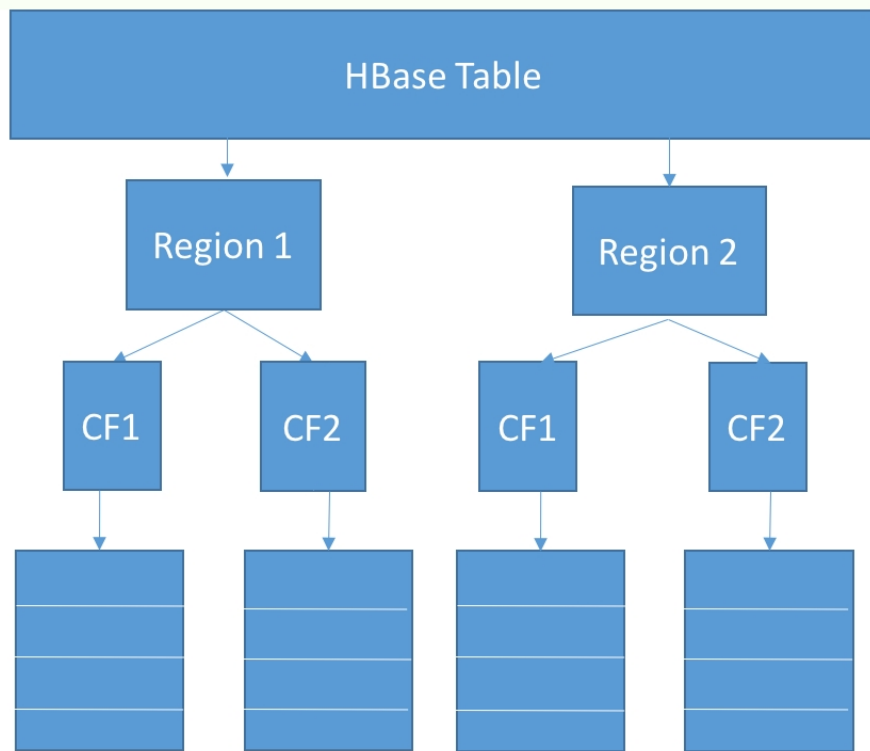 HBase Table
Region 1
Region 2
CF1
CF2
CF1
CF2